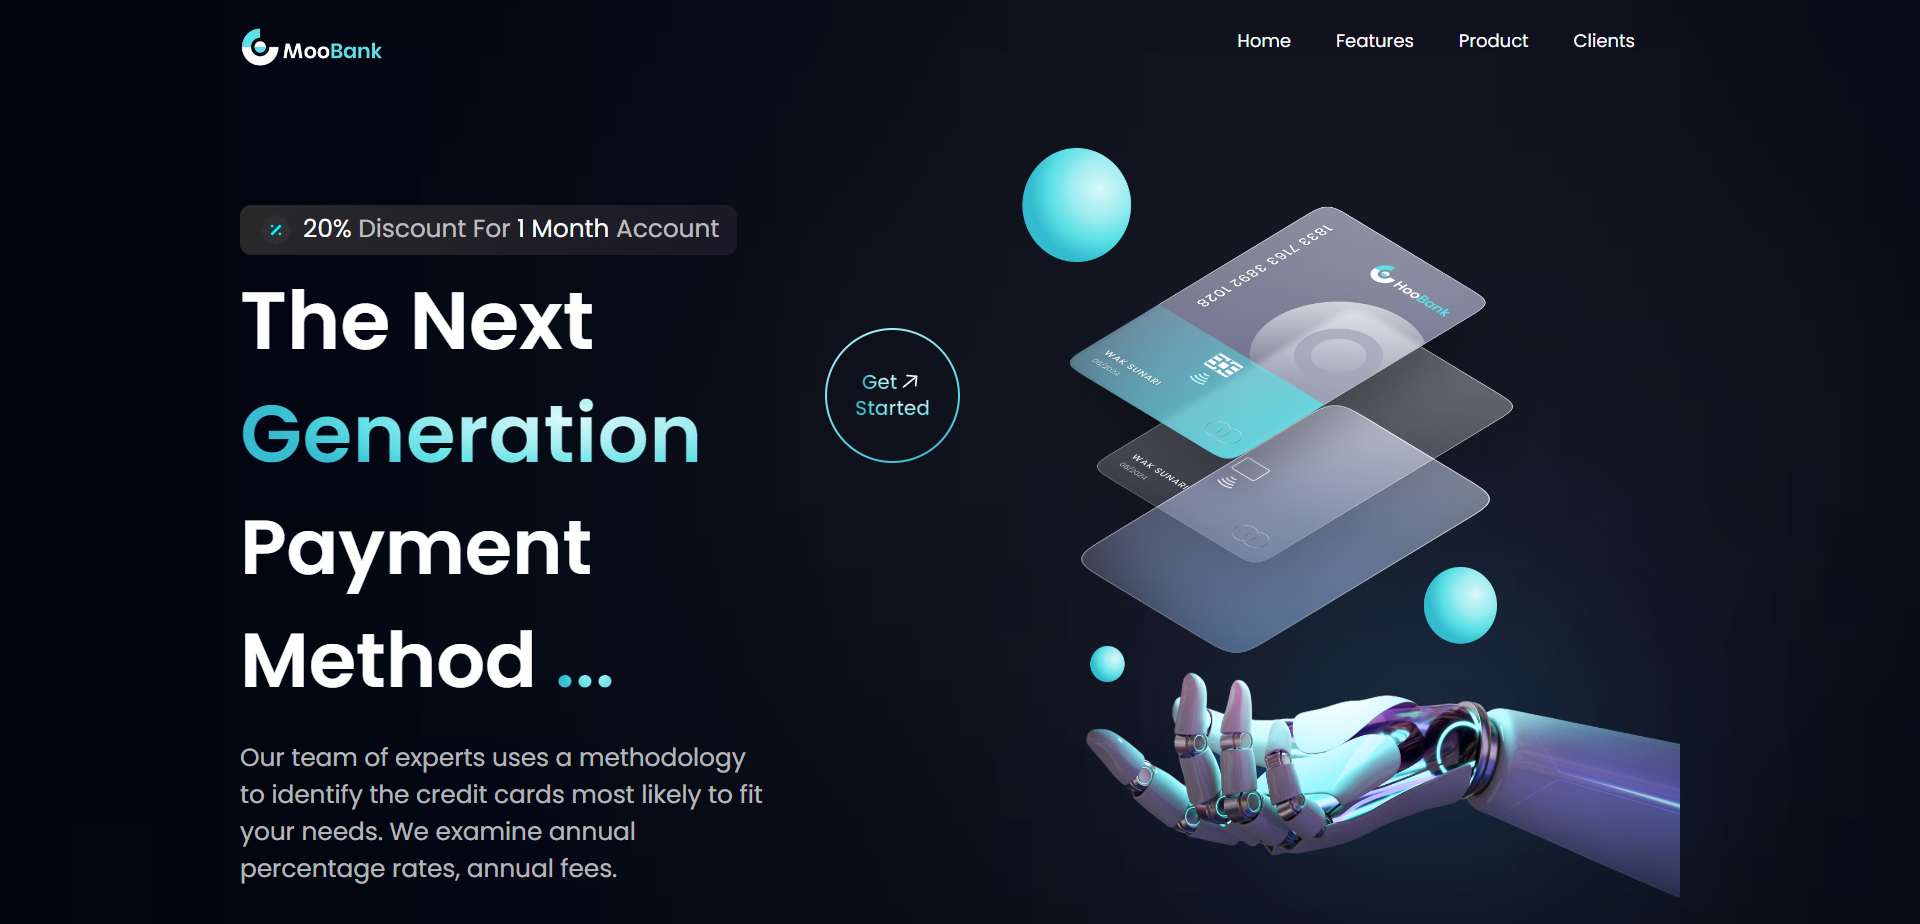 MooBank
Home Features Product Clients
20% Discount For 1 Month Account
The Next
Generation
Payment
Method ...
Our team of experts uses a methodology
to identify the credit cards most likely to fit
your needs. We examine annual
percentage rates, annual fees.
Get
Started
1833 7163 3892 1028
HooBank
WAK SUNARI
06/2024
WAK SUNARI
06/2024